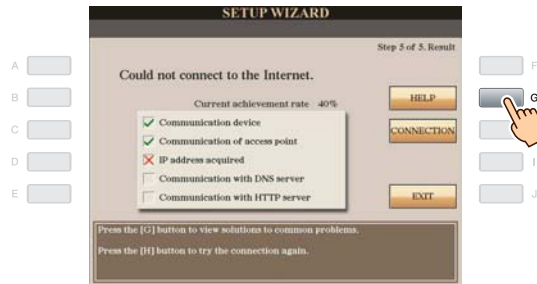 SETUP WIZARD
Step 5 of 5. Result
Could not connect to the Internet.
Current achievement rate 40%
Communication device
Communication of access point
IP address acquired
Communication with DNS server
Communication with HTTP server
HELP
CONNECTION
EXIT
Press the [G] button to view solutions to common problems.
Press the [H] button to try the connection again.
A
B
C
D
E
F
G
I
J